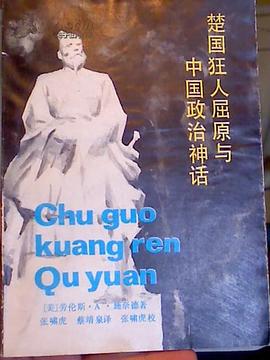 楚国狂人屈原与
中国政治神话
Chu guo
kuang ren
Qu yuan
[美]劳伦斯·A·施奈德著
张啸虎 蔡靖泉译 张啸虎校